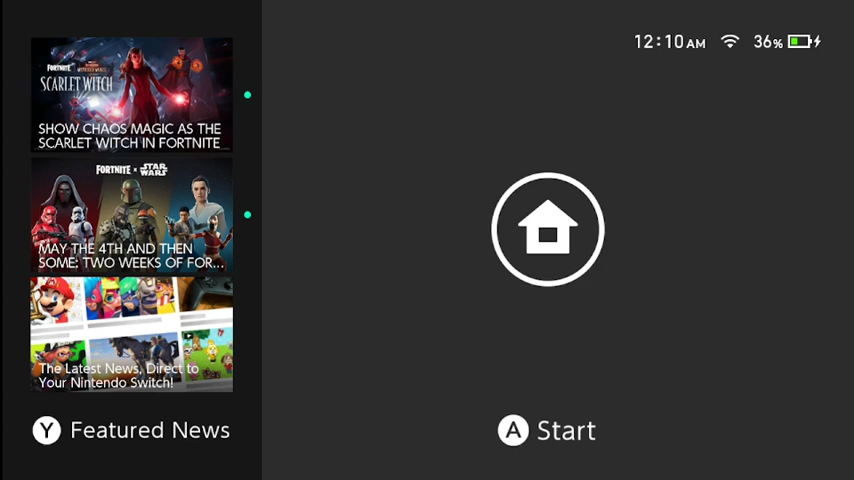 12:10 AM 36%
FORTNITE
SCARLET WITCH
SHOW CHAOS MAGIC AS THE
SCARLET WITCH IN FORTNITE
FORTNITE x STAR WARS
MAY THE 4TH AND THEN
SOME: TWO WEEKS OF FOR...
The Latest News, Direct to
Your Nintendo Switch!
Y Featured News
A Start